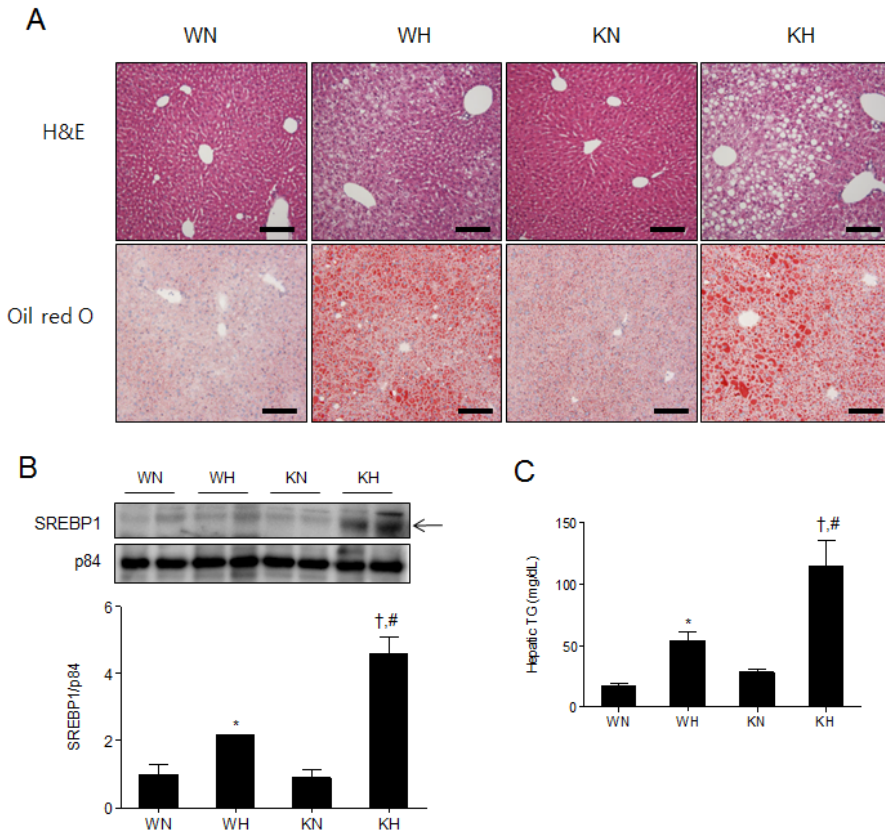 A
WN WH KN KH
H&E
Oil red O
B
WN WH KN KH
SREBP1
p84
6
4
2
0
SREBP1/p84
*
†,#
WN WH KN KH
C
150
100
50
0
Hepatic TG (mg/dL)
*
†,#
WN WH KN KH